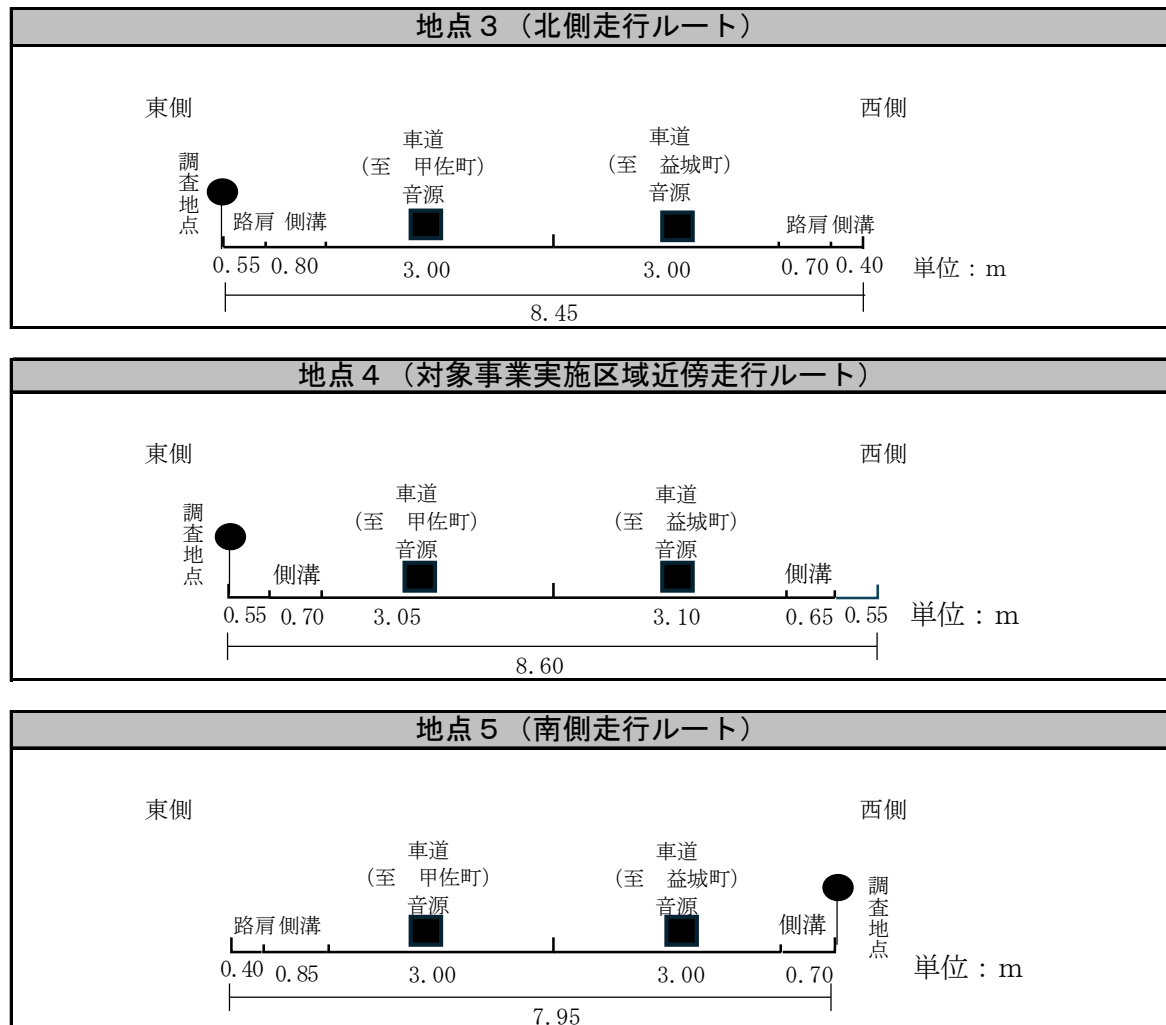 地点３（北側走行ルート）
東側
西側
調査地点
車道
（至　甲佐町）
音源
車道
（至　益城町）
音源
路肩 側溝
路肩 側溝
0.55 0.80 3.00 3.00 0.70 0.40 単位：m
8.45
地点４（対象事業実施区域近傍走行ルート）
東側
西側
調査地点
車道
（至　甲佐町）
音源
車道
（至　益城町）
音源
側溝
側溝
0.55 0.70 3.05 3.10 0.65 0.55 単位：m
8.60
地点５（南側走行ルート）
東側
西側
車道
（至　甲佐町）
音源
車道
（至　益城町）
音源
調査地点
路肩 側溝
側溝
0.40 0.85 3.00 3.00 0.70 単位：m
7.95